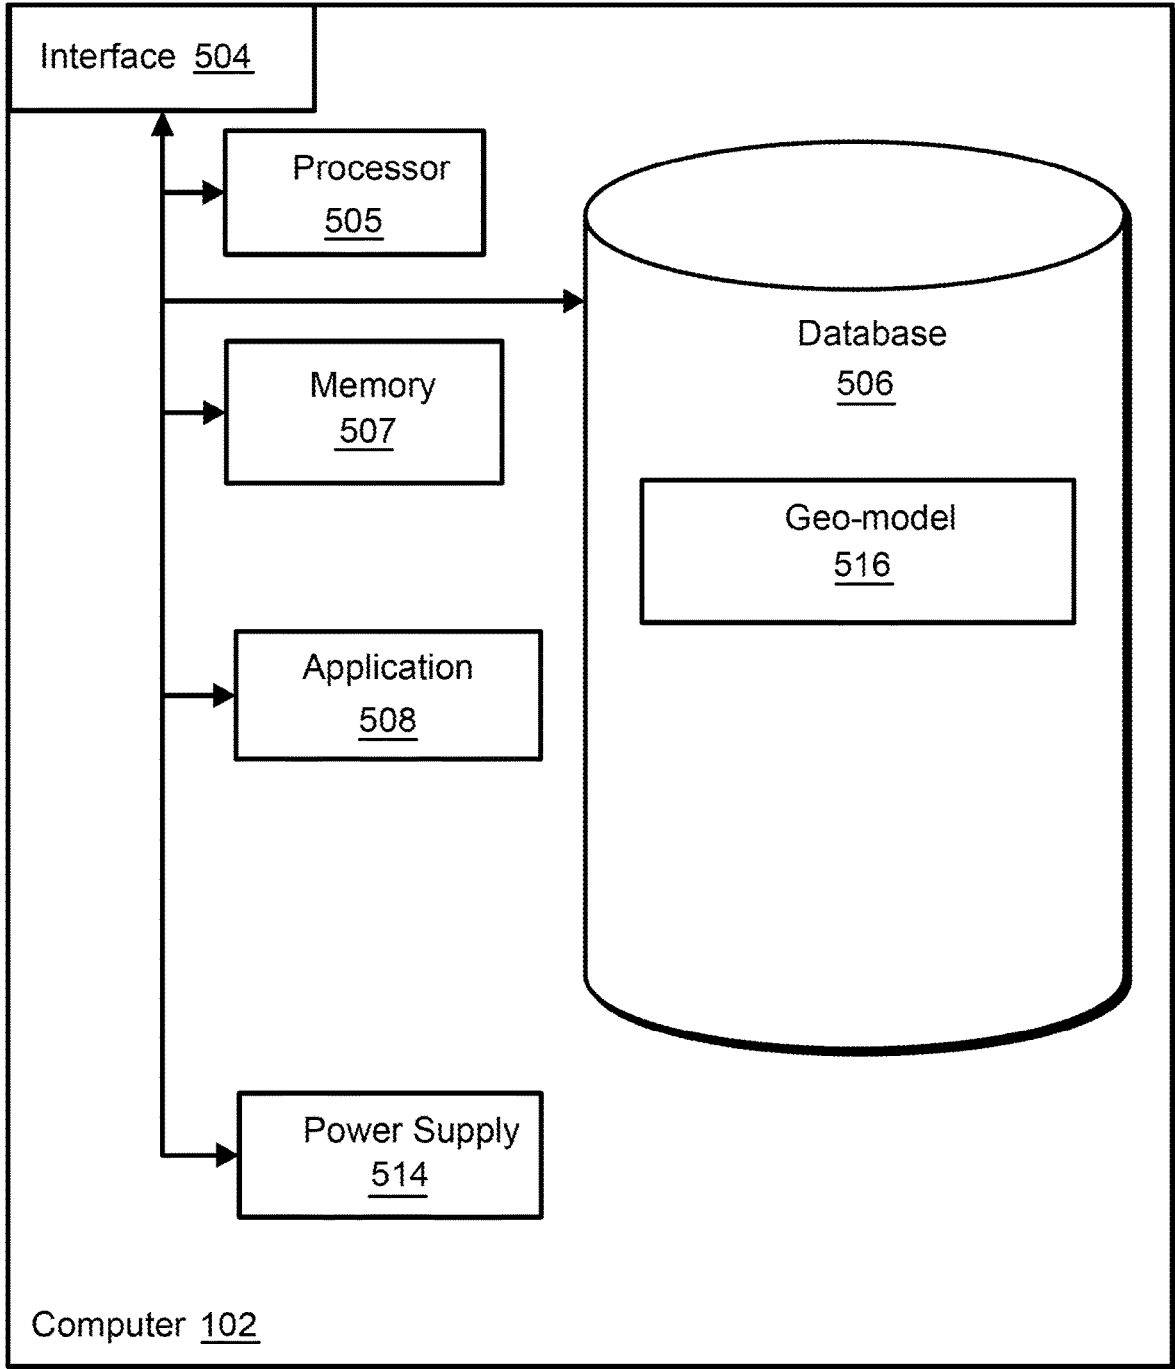 Interface 504
Processor
505
Database
506
Memory
507
Geo-model
516
Application
508
Power Supply
514
Computer 102